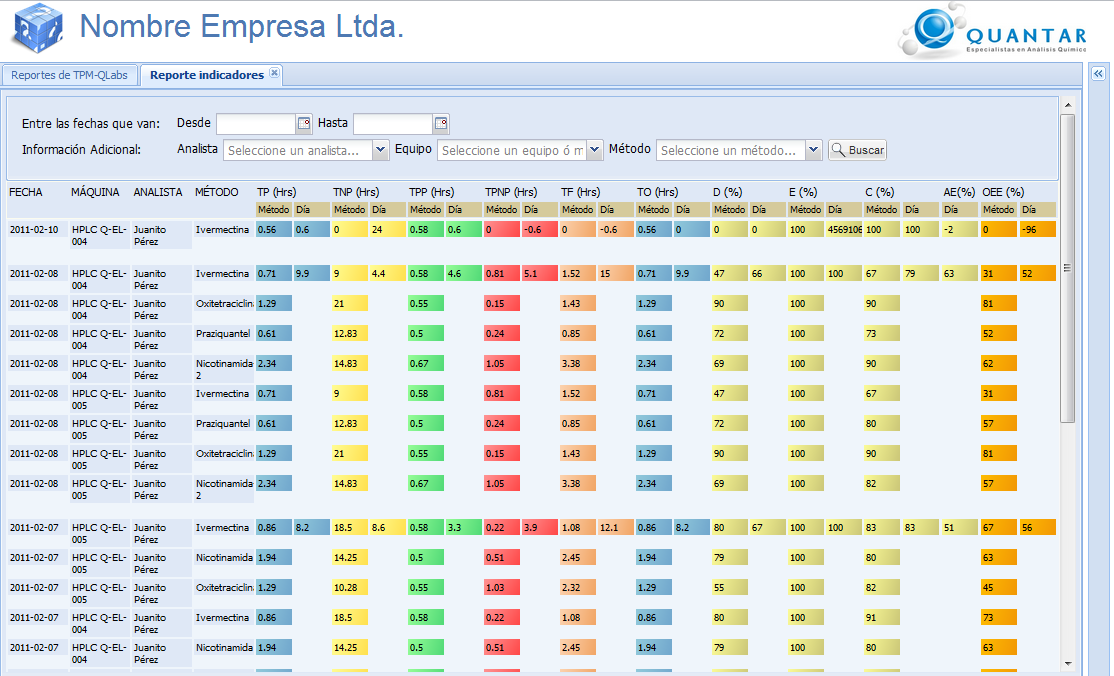 Nombre Empresa Ltda.
QUANTAR
Especialistas en Análisis Químico
Reportes de TPM-QLabs Reporte indicadores
Entre las fechas que van: Desde Hasta
Información Adicional: Analista Seleccione un analista... Equipo Seleccione un equipo ó m Método Seleccione un método... Buscar
FECHA MÁQUINA ANALISTA MÉTODO TP (Hrs) TNP (Hrs) TPP (Hrs) TPNP (Hrs) TF (Hrs) TO (Hrs) D (%) E (%) C (%) AE(%) OEE (%)
Método Día Método Día Método Día Método Día Método Día Método Día Método Día Método Día Método Día Día Método Día
2011-02-10 HPLC Q-EL- Juanito Ivermectina 0.56 0.6 0 24 0.58 0.6 0 -0.6 0 -0.6 0.56 0 0 0 100 4569106 100 100 -2 0 -96
004 Pérez
2011-02-08 HPLC Q-EL- Juanito Ivermectina 0.71 9.9 9 4.4 0.58 4.6 0.81 5.1 1.52 15 0.71 9.9 47 66 100 100 67 79 63 31 52
004 Pérez
2011-02-08 HPLC Q-EL- Juanito Oxitetraciclin 1.29 21 0.55 0.15 1.43 1.29 90 100 90 81
004 Pérez
2011-02-08 HPLC Q-EL- Juanito Praziquantel 0.61 12.83 0.5 0.24 0.85 0.61 72 100 73 52
004 Pérez
2011-02-08 HPLC Q-EL- Juanito Nicotinamida 2.34 14.83 0.67 1.05 3.38 2.34 69 100 90 62
004 Pérez 2
2011-02-08 HPLC Q-EL- Juanito Ivermectina 0.71 9 0.58 0.81 1.52 0.71 47 100 67 31
005 Pérez
2011-02-08 HPLC Q-EL- Juanito Praziquantel 0.61 12.83 0.5 0.24 0.85 0.61 72 100 80 57
005 Pérez
2011-02-08 HPLC Q-EL- Juanito Oxitetraciclin 1.29 21 0.55 0.15 1.43 1.29 90 100 90 81
005 Pérez
2011-02-08 HPLC Q-EL- Juanito Nicotinamida 2.34 14.83 0.67 1.05 3.38 2.34 69 100 82 57
005 Pérez 2
2011-02-07 HPLC Q-EL- Juanito Ivermectina 0.86 8.2 18.5 8.6 0.58 3.3 0.22 3.9 1.08 12.1 0.86 8.2 80 67 100 100 83 83 51 67 56
005 Pérez
2011-02-07 HPLC Q-EL- Juanito Nicotinamida 1.94 14.25 0.5 0.51 2.45 1.94 79 100 80 63
005 Pérez
2011-02-07 HPLC Q-EL- Juanito Oxitetraciclin 1.29 10.28 0.55 1.03 2.32 1.29 55 100 82 45
005 Pérez
2011-02-07 HPLC Q-EL- Juanito Ivermectina 0.86 18.5 0.58 0.22 1.08 0.86 80 100 91 73
004 Pérez
2011-02-07 HPLC Q-EL- Juanito Nicotinamida 1.94 14.25 0.5 0.51 2.45 1.94 79 100 80 63
004 Pérez